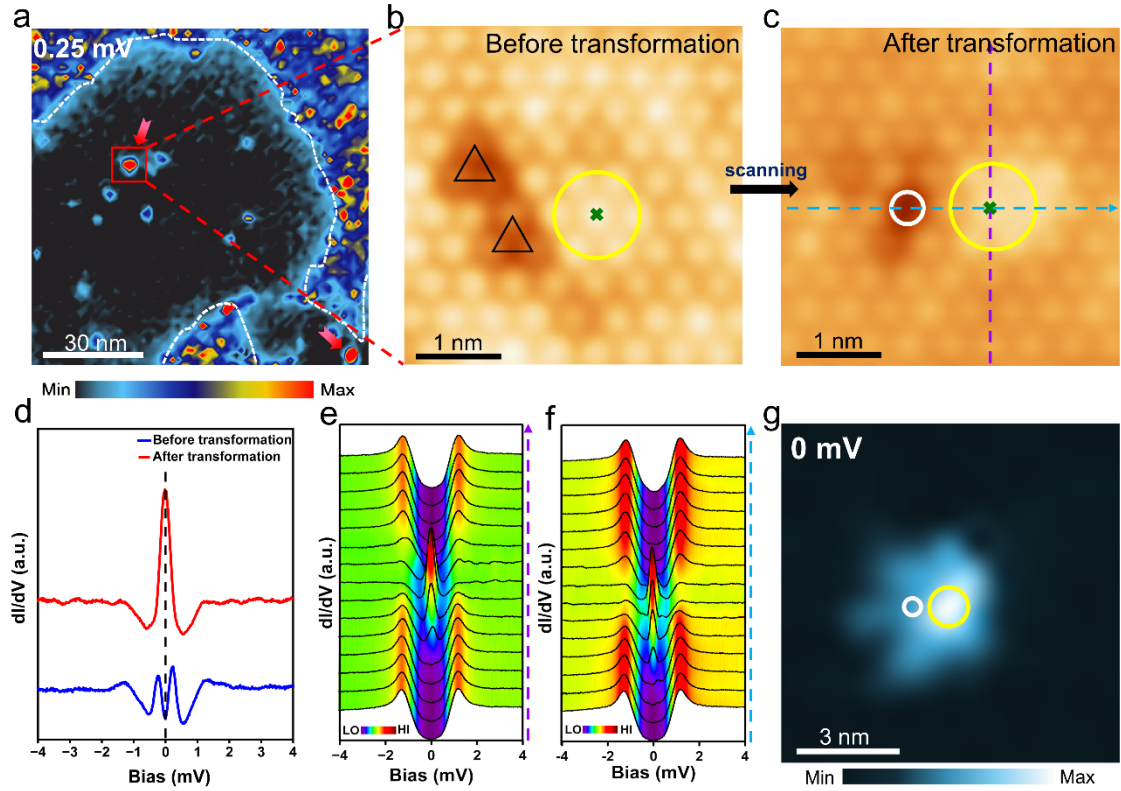 a
0.25 mV
30 nm
Min
Max
b
Before transformation
1 nm
scanning
c
After transformation
1 nm
d
Before transformation
After transformation
dI/dV (a.u.)
-4 -3 -2 -1 0 1 2 3 4
Bias (mV)
e
dI/dV (a.u.)
LO HI
-4 -2 0 2 4
Bias (mV)
f
dI/dV (a.u.)
LO HI
-4 -2 0 2 4
Bias (mV)
g
0 mV
3 nm
Min
Max